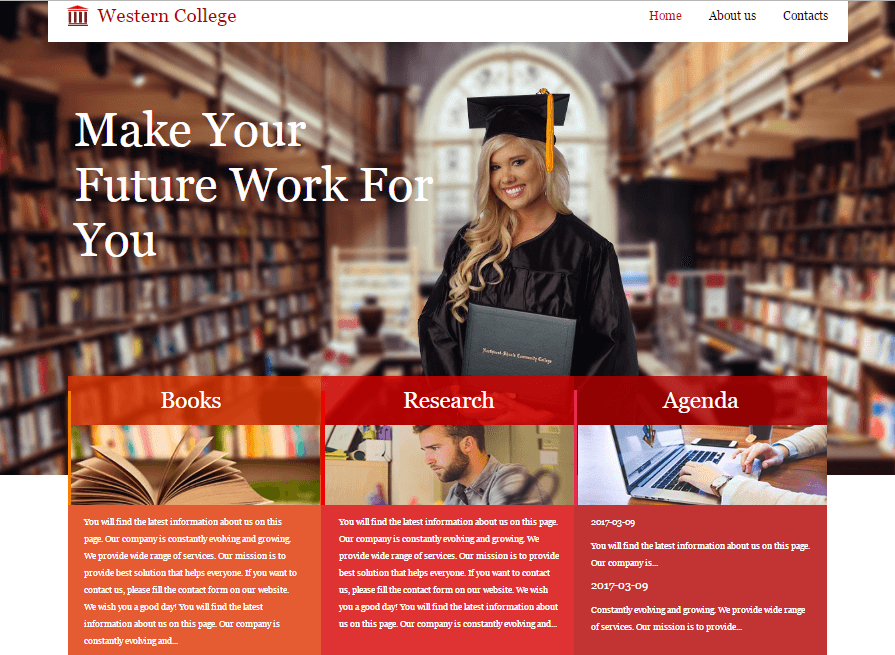 Western College
Home
About us
Contacts
Make Your
Future Work For
You
Northwest-Shoals Community College
Books
Research
Agenda
You will find the latest information about us on this
page. Our company is constantly evolving and growing.
We provide wide range of services. Our mission is to
provide best solution that helps everyone. If you want to
contact us, please fill the contact form on our website.
We wish you a good day! You will find the latest
information about us on this page. Our company is
constantly evolving and...
You will find the latest information about us on this page.
Our company is constantly evolving and growing. We
provide wide range of services. Our mission is to provide
best solution that helps everyone. If you want to contact
us, please fill the contact form on our website. We wish
you a good day! You will find the latest information about
us on this page. Our company is constantly evolving and...
2017-03-09
You will find the latest information about us on this page.
Our company is...
2017-03-09
Constantly evolving and growing. We provide wide range
of services. Our mission is to provide...